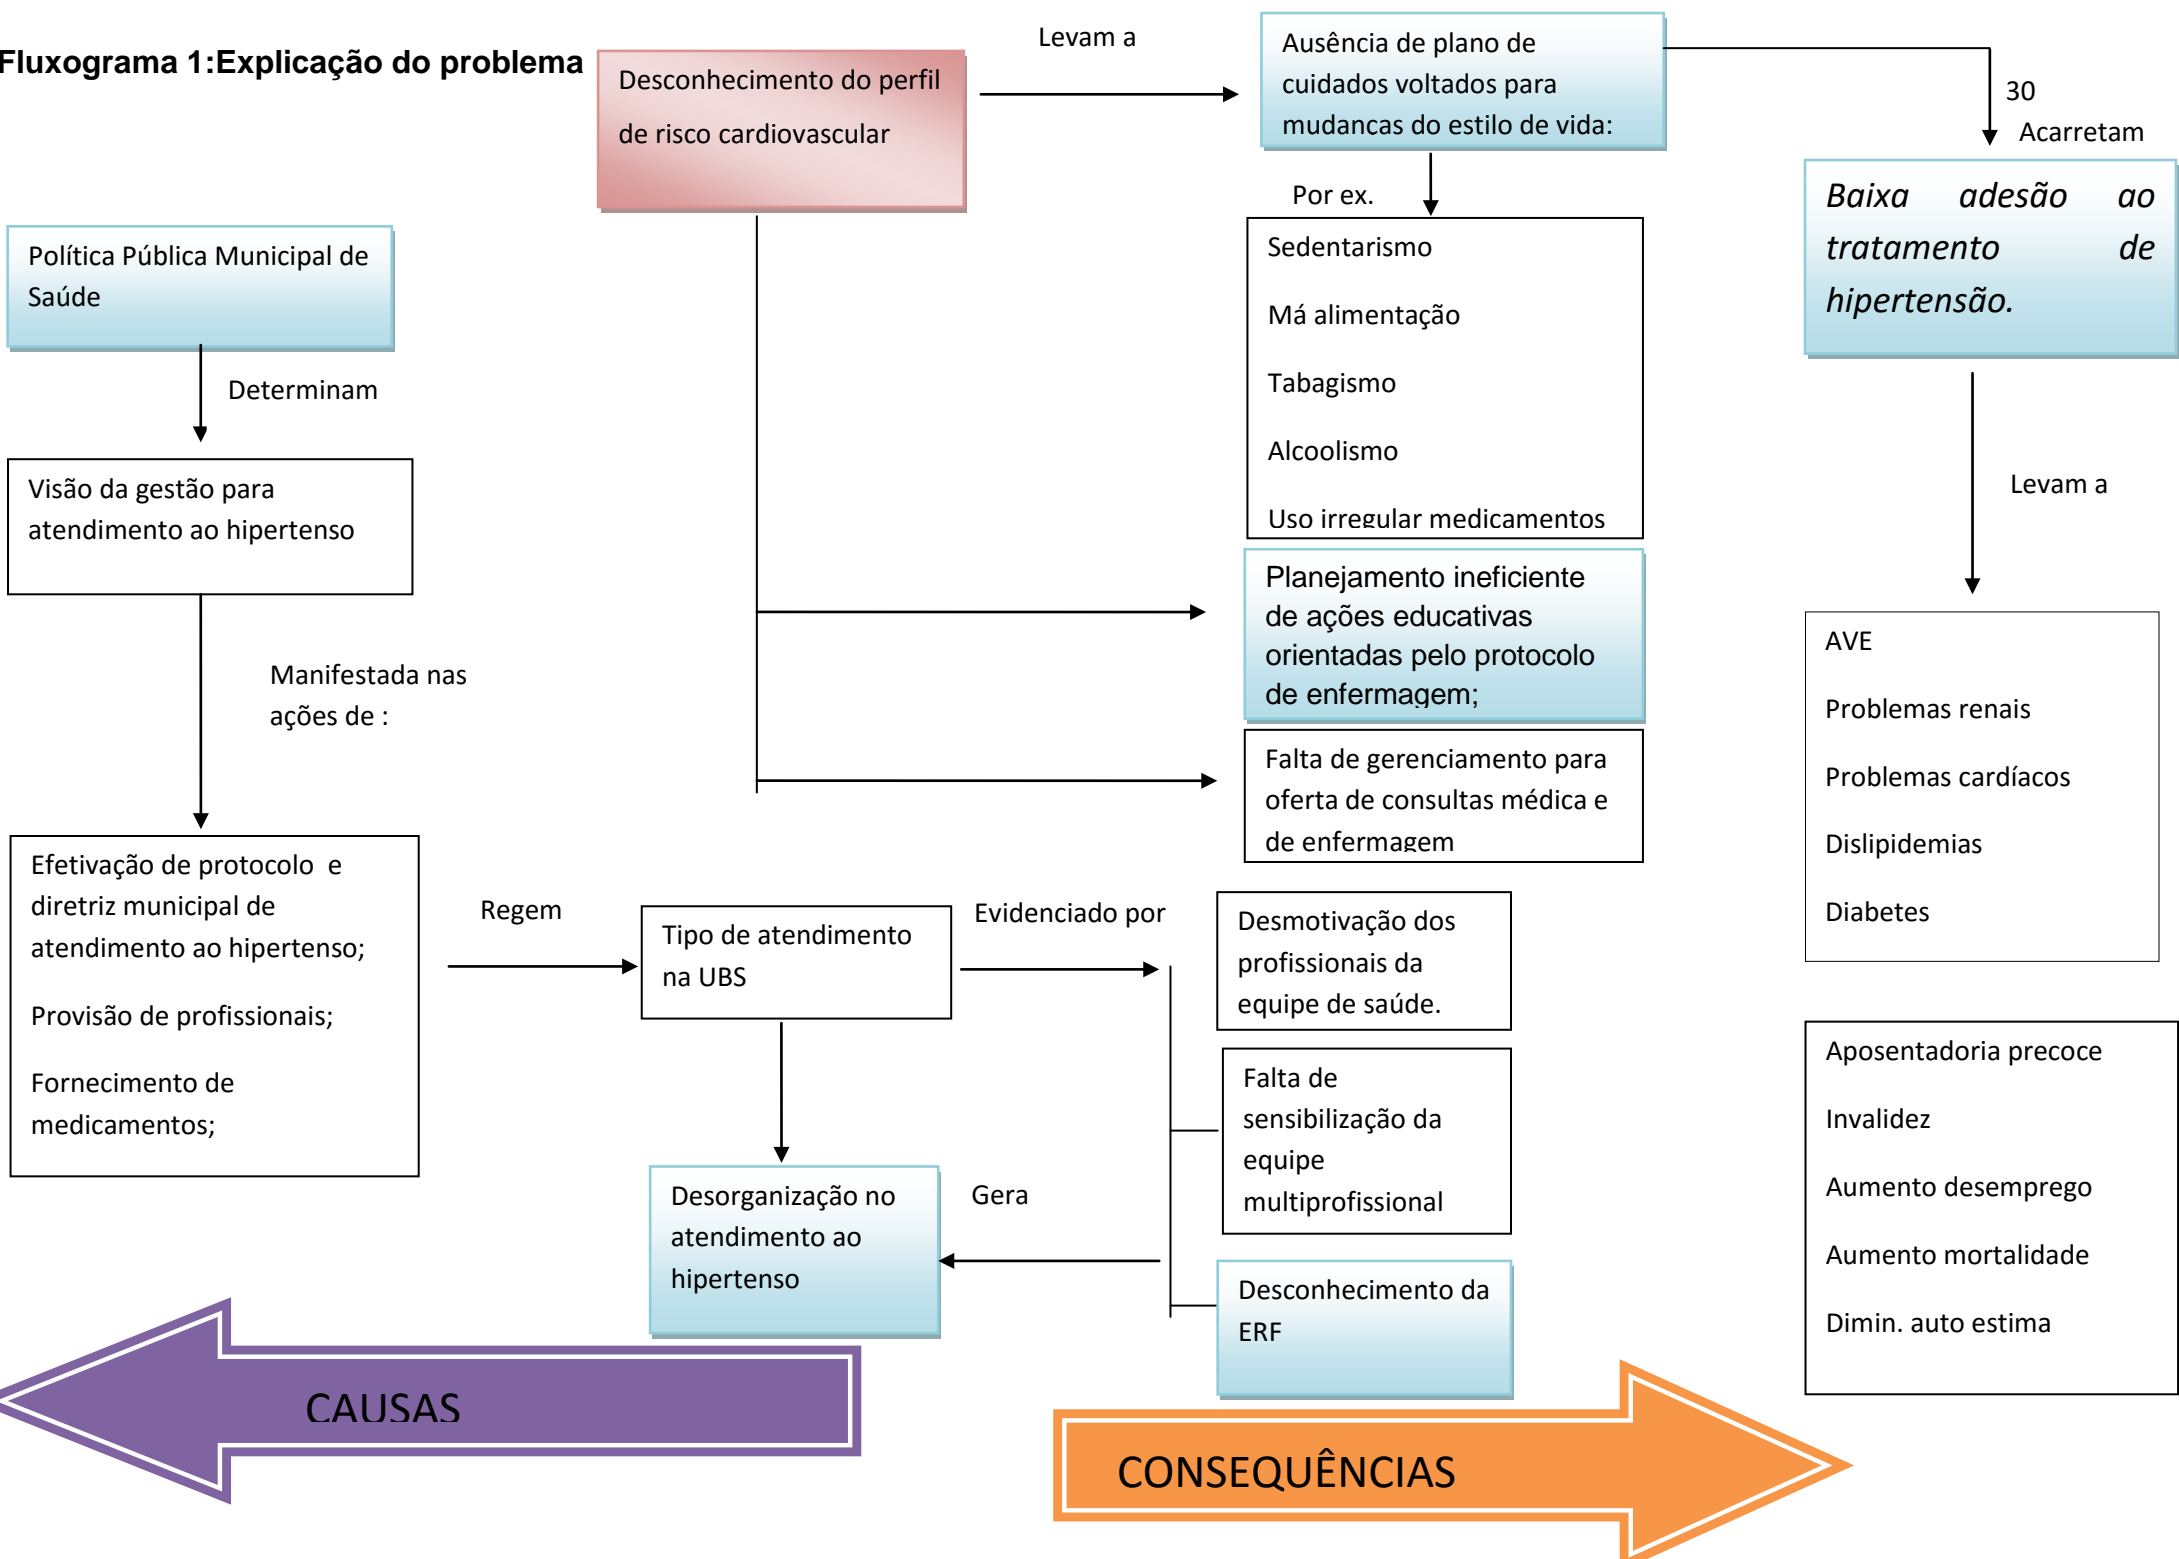 Fluxograma 1:Explicação do problema
Desconhecimento do perfil
de risco cardiovascular
Levam a
Ausência de plano de
cuidados voltados para
mudancas do estilo de vida:
30
Acarretam
Baixa adesão ao
tratamento de
hipertensão.
Por ex.
Sedentarismo
Má alimentação
Tabagismo
Alcoolismo
Uso irregular medicamentos
Política Pública Municipal de
Saúde
Determinam
Visão da gestão para
atendimento ao hipertenso
Levam a
Planejamento ineficiente
de ações educativas
orientadas pelo protocolo
de enfermagem;
Manifestada nas
ações de :
Falta de gerenciamento para
oferta de consultas médica e
de enfermagem
AVE
Problemas renais
Problemas cardíacos
Dislipidemias
Diabetes
Efetivação de protocolo e
diretriz municipal de
atendimento ao hipertenso;
Provisão de profissionais;
Fornecimento de
medicamentos;
Regem
Tipo de atendimento
na UBS
Evidenciado por
Desmotivação dos
profissionais da
equipe de saúde.
Falta de
sensibilização da
equipe
multiprofissional
Desorganização no
atendimento ao
hipertenso
Gera
Desconhecimento da
ERF
Aposentadoria precoce
Invalidez
Aumento desemprego
Aumento mortalidade
Dimin. auto estima
CAUSAS
CONSEQUÊNCIAS